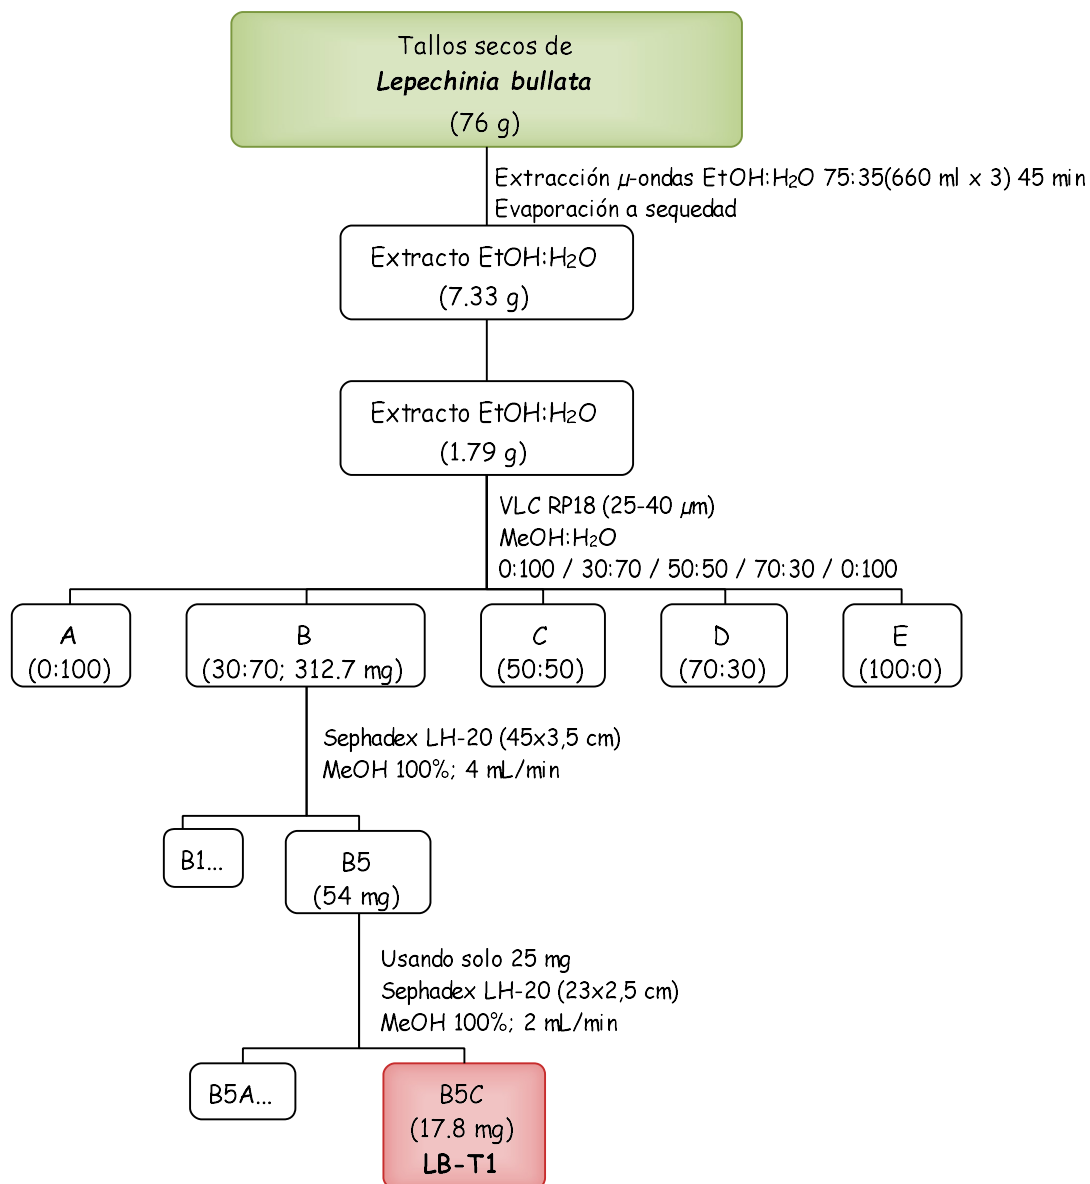 Tallos secos de
Lepechinia bullata
(76 g)
Extracción µ-ondas EtOH:H₂O 75:35(660 ml x 3) 45 min
Evaporación a sequedad
Extracto EtOH:H₂O
(7.33 g)
Extracto EtOH:H₂O
(1.79 g)
VLC RP18 (25-40 µm)
MeOH:H₂O
0:100 / 30:70 / 50:50 / 70:30 / 0:100
A
(0:100)
B
(30:70; 312.7 mg)
C
(50:50)
D
(70:30)
E
(100:0)
Sephadex LH-20 (45x3,5 cm)
MeOH 100%; 4 mL/min
B1...
B5
(54 mg)
Usando solo 25 mg
Sephadex LH-20 (23x2,5 cm)
MeOH 100%; 2 mL/min
B5A...
B5C
(17.8 mg)
LB-T1